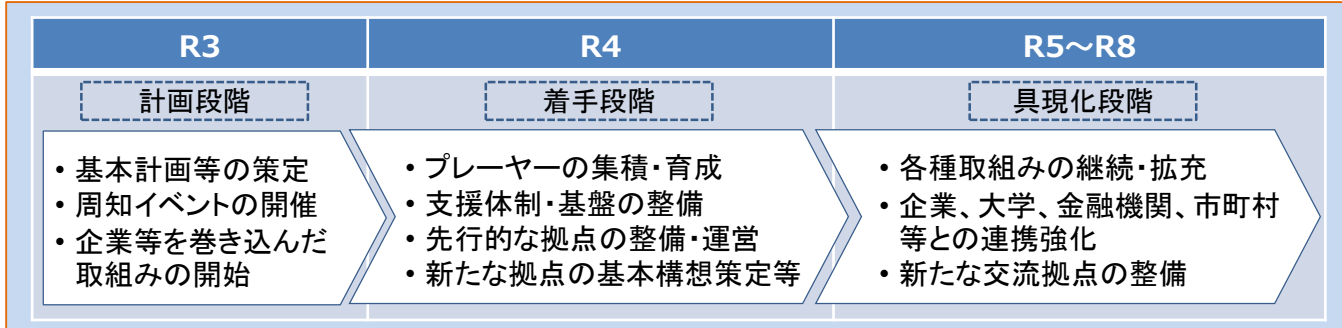 R3
R4
R5～R8
計画段階
着手段階
具現化段階
• 基本計画等の策定
• 周知イベントの開催
• 企業等を巻き込んだ
取組みの開始
• プレーヤーの集積・育成
• 支援体制・基盤の整備
• 先行的な拠点の整備・運営
• 新たな拠点の基本構想策定等
• 各種取組みの継続・拡充
• 企業、大学、金融機関、市町村
等との連携強化
• 新たな交流拠点の整備